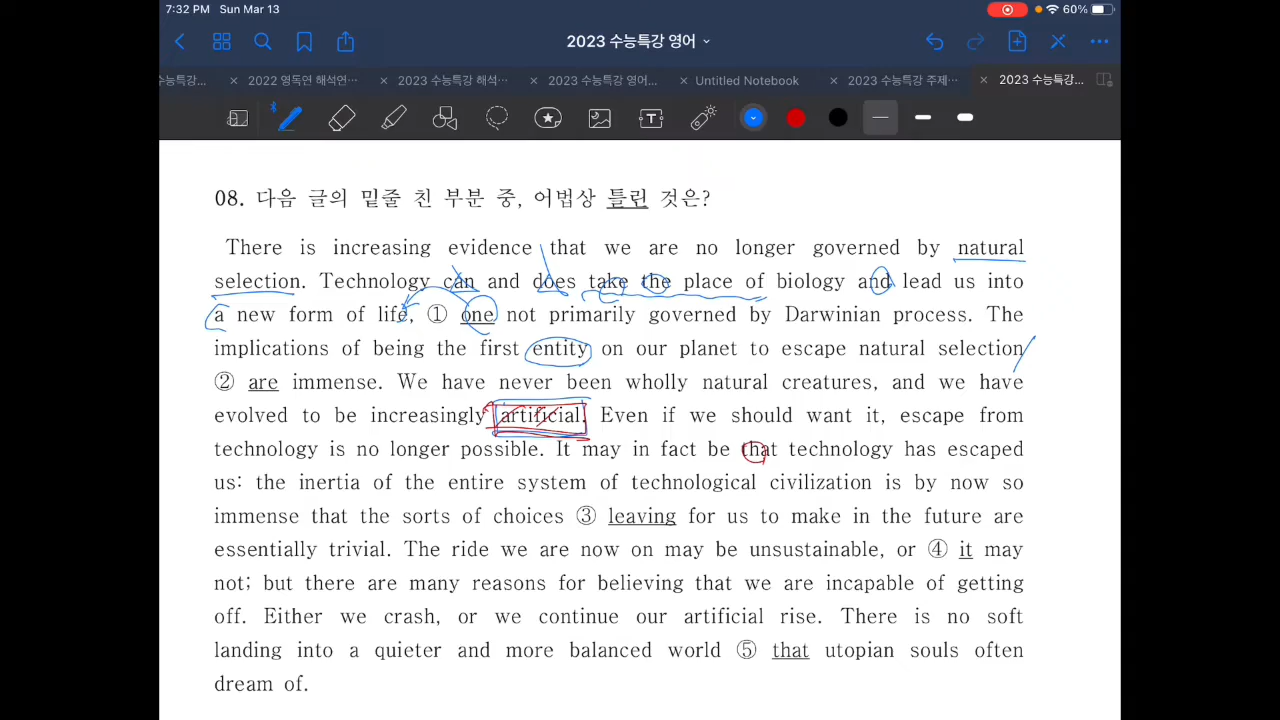 7:32 PM Sun Mar 13
60%
2023 수능특강 영어
수능특강...
2022 영독연 해석연...
2023 수능특강 해석...
2023 수능특강 영어...
Untitled Notebook
2023 수능특강 주제...
2023 수능특강...
08. 다음 글의 밑줄 친 부분 중, 어법상 틀린 것은?
There is increasing evidence that we are no longer governed by natural
selection. Technology can and does take the place of biology and lead us into
a new form of life, ① one not primarily governed by Darwinian process. The
implications of being the first entity on our planet to escape natural selection
② are immense. We have never been wholly natural creatures, and we have
evolved to be increasingly artificial. Even if we should want it, escape from
technology is no longer possible. It may in fact be that technology has escaped
us: the inertia of the entire system of technological civilization is by now so
immense that the sorts of choices ③ leaving for us to make in the future are
essentially trivial. The ride we are now on may be unsustainable, or ④ it may
not; but there are many reasons for believing that we are incapable of getting
off. Either we crash, or we continue our artificial rise. There is no soft
landing into a quieter and more balanced world ⑤ that utopian souls often
dream of.